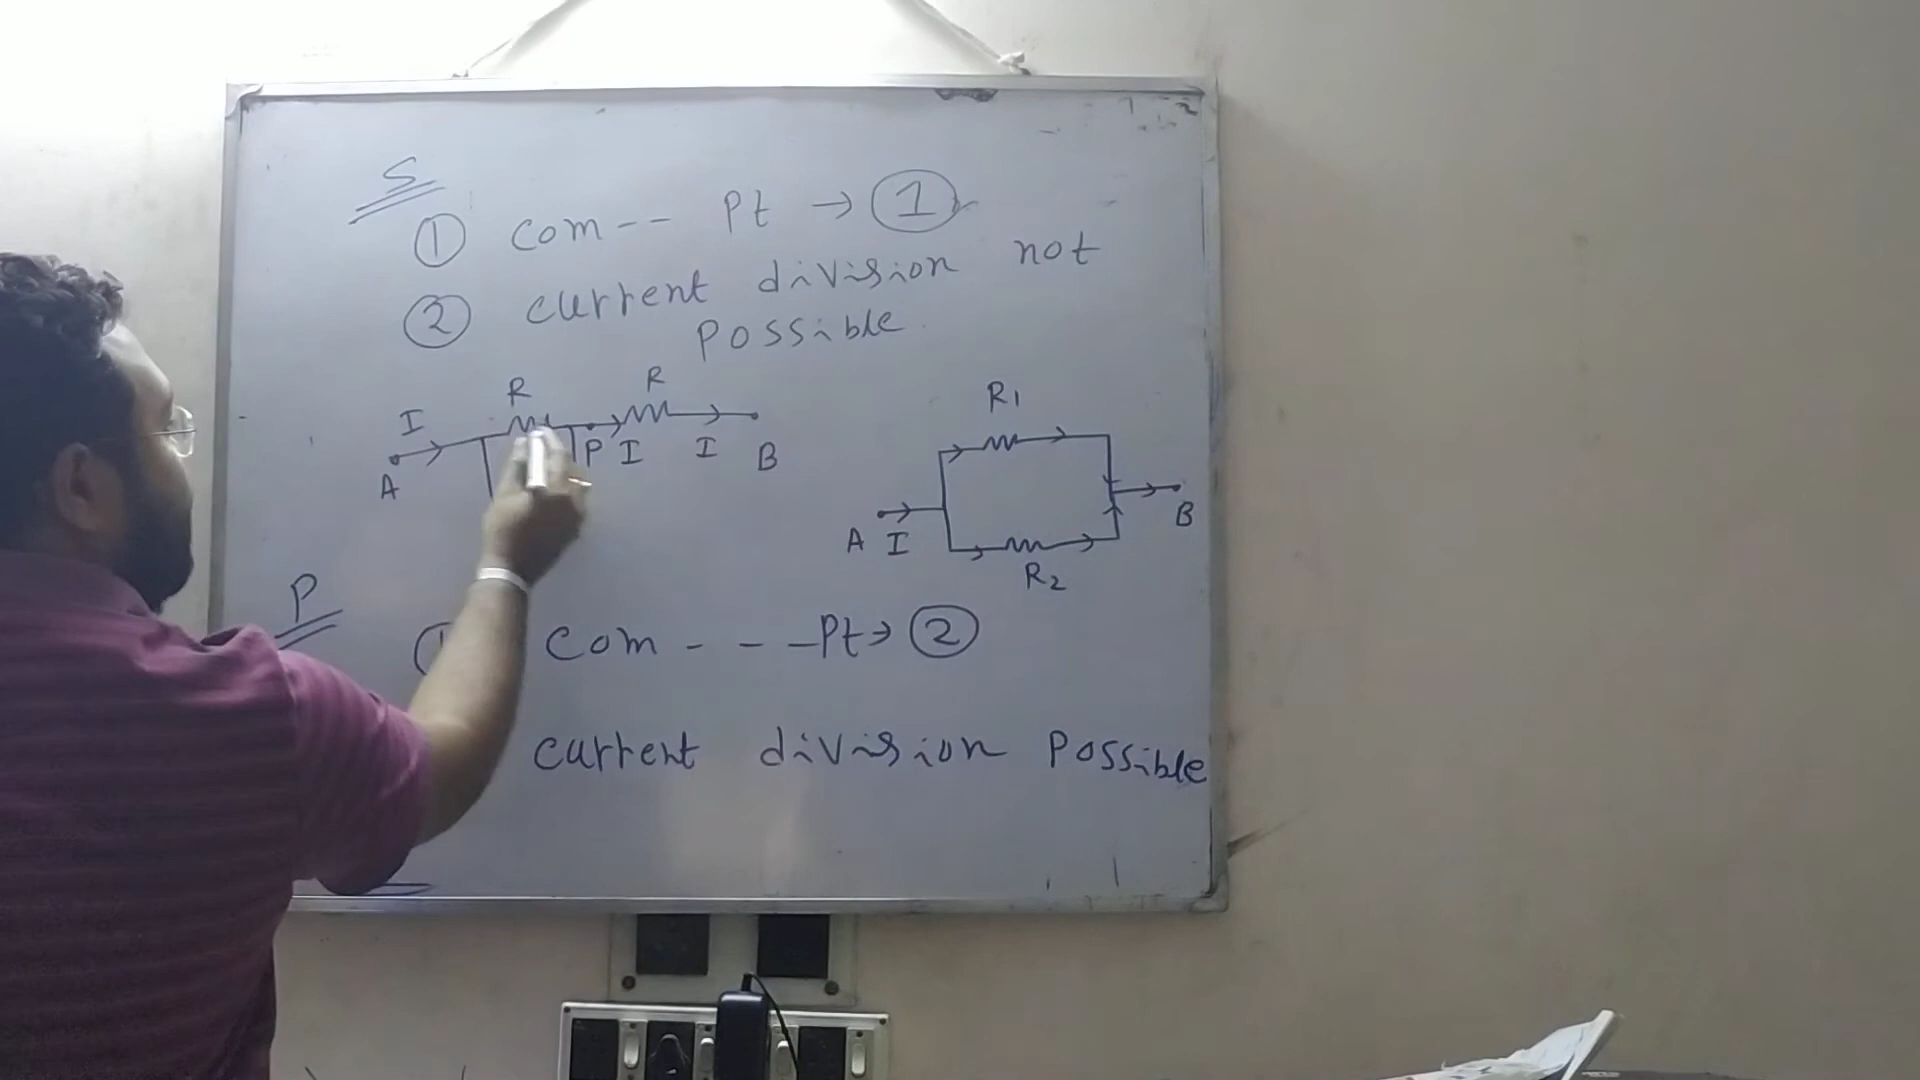 S
① com-- Pt → ①
② current division not
possible
R R
I
A P I I B
R1
A I B
R2
P
① com - - - Pt → ②
current division possible